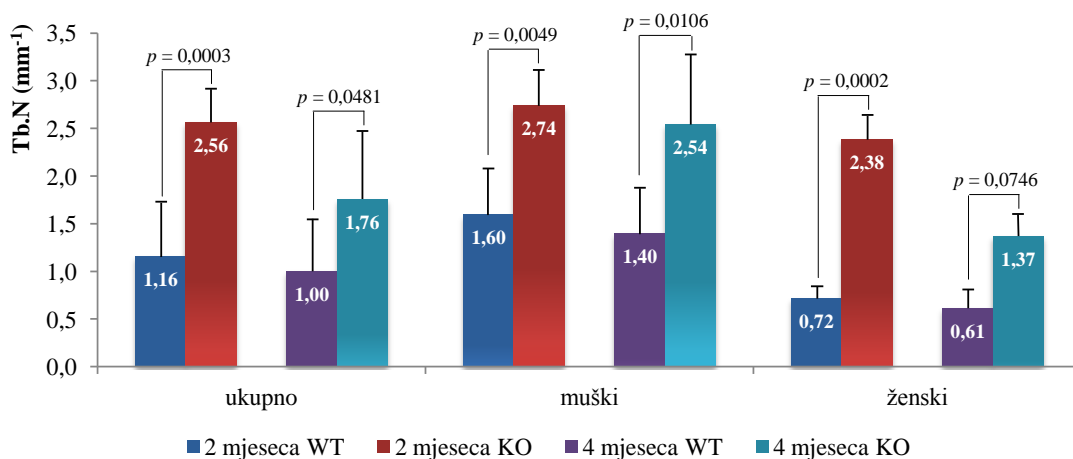 Tb.N (mm⁻¹)
3,5
3,0
2,5
2,0
1,5
1,0
0,5
0,0
p = 0,0003
p = 0,0481
p = 0,0049
p = 0,0106
p = 0,0002
p = 0,0746
1,16
2,56
1,00
1,76
1,60
2,74
1,40
2,54
0,72
2,38
0,61
1,37
ukupno muški ženski
2 mjeseca WT 2 mjeseca KO 4 mjeseca WT 4 mjeseca KO